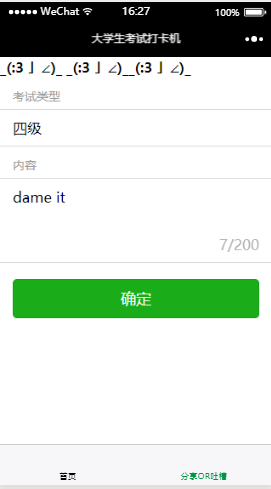 ●●●●● WeChat 16:27 100%
大学生考试打卡机 •••
_(:3 」∠)_ _(:3 」∠)__(:3 」∠)_
考试类型
四级
内容
dame it
7/200
确定
首页 分享OR吐槽